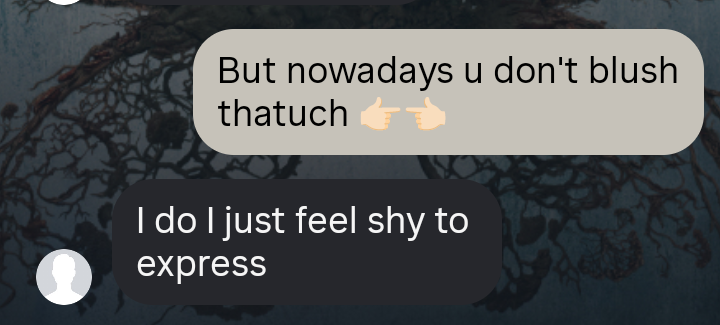 But nowadays u don't blush
thatuch 👉🏻👈🏻
I do I just feel shy to
express